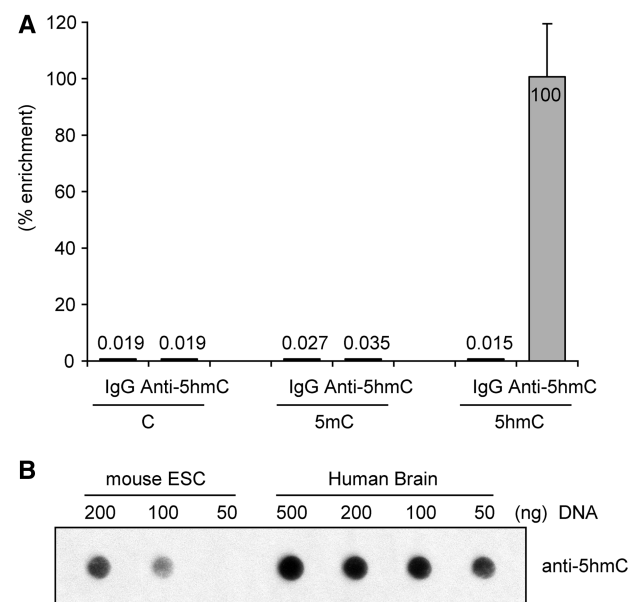 A
120
100
80
60
40
20
0
(% enrichment)
0.019 0.019 0.027 0.035 0.015 100
IgG Anti-5hmC IgG Anti-5hmC IgG Anti-5hmC
C 5mC 5hmC
B
mouse ESC Human Brain
200 100 50 500 200 100 50 (ng) DNA
anti-5hmC